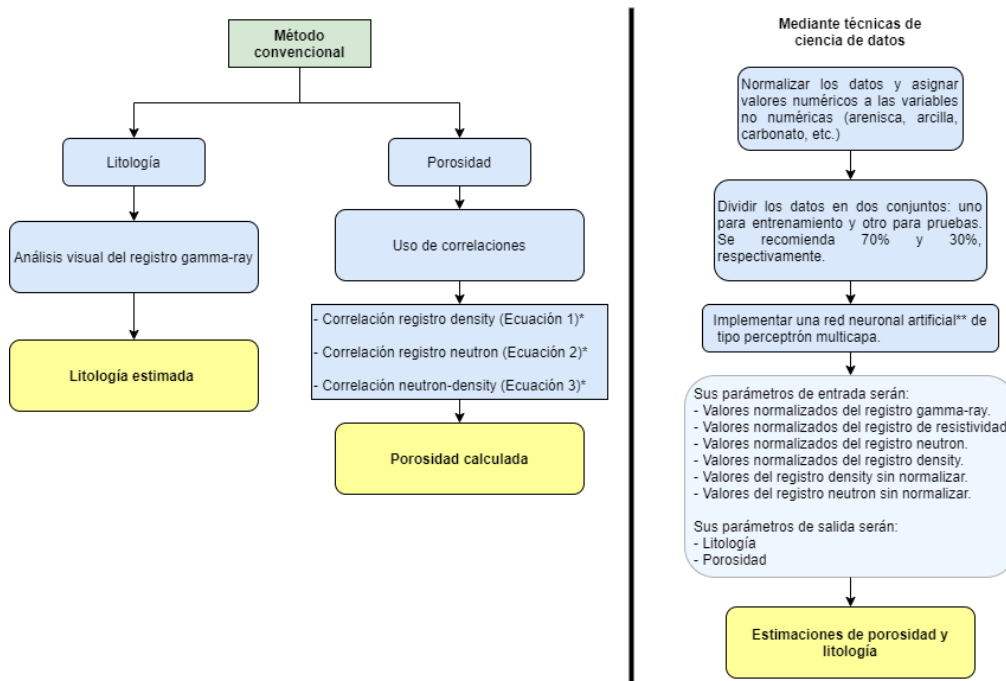 Método
convencional
Litología
Porosidad
Análisis visual del registro gamma-ray
Uso de correlaciones
- Correlación registro density (Ecuación 1)*
- Correlación registro neutron (Ecuación 2)*
- Correlación neutron-density (Ecuación 3)*
Litología estimada
Porosidad calculada
Mediante técnicas de
ciencia de datos
Normalizar los datos y asignar
valores numéricos a las variables
no numéricas (arenisca, arcilla,
carbonato, etc.)
Dividir los datos en dos conjuntos: uno
para entrenamiento y otro para pruebas.
Se recomienda 70% y 30%,
respectivamente.
Implementar una red neuronal artificial** de
tipo perceptrón multicapa.
Sus parámetros de entrada serán:
- Valores normalizados del registro gamma-ray.
- Valores normalizados del registro de resistividad.
- Valores normalizados del registro neutron.
- Valores normalizados del registro density.
- Valores del registro density sin normalizar.
- Valores del registro neutron sin normalizar.
Sus parámetros de salida serán:
- Litología
- Porosidad
Estimaciones de porosidad y
litología